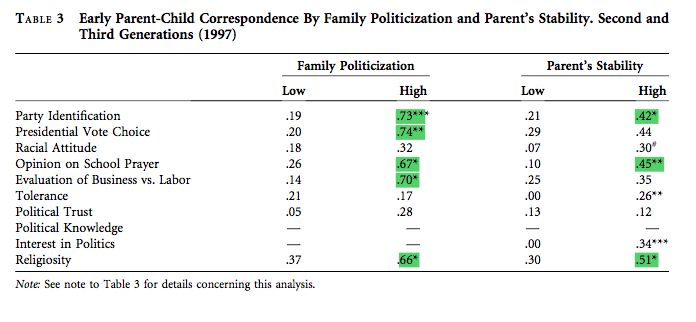 TABLE 3 Early Parent-Child Correspondence By Family Politicization and Parent's Stability. Second and
Third Generations (1997)
Family Politicization Parent's Stability
Low High Low High
Party Identification .19 .73*** .21 .42*
Presidential Vote Choice .20 .74** .29 .44
Racial Attitude .18 .32 .07 .30#
Opinion on School Prayer .26 .67* .10 .45**
Evaluation of Business vs. Labor .14 .70* .25 .35
Tolerance .21 .17 .00 .26**
Political Trust .05 .28 .13 .12
Political Knowledge — — — —
Interest in Politics — — .00 .34***
Religiosity .37 .66* .30 .51*
Note: See note to Table 3 for details concerning this analysis.